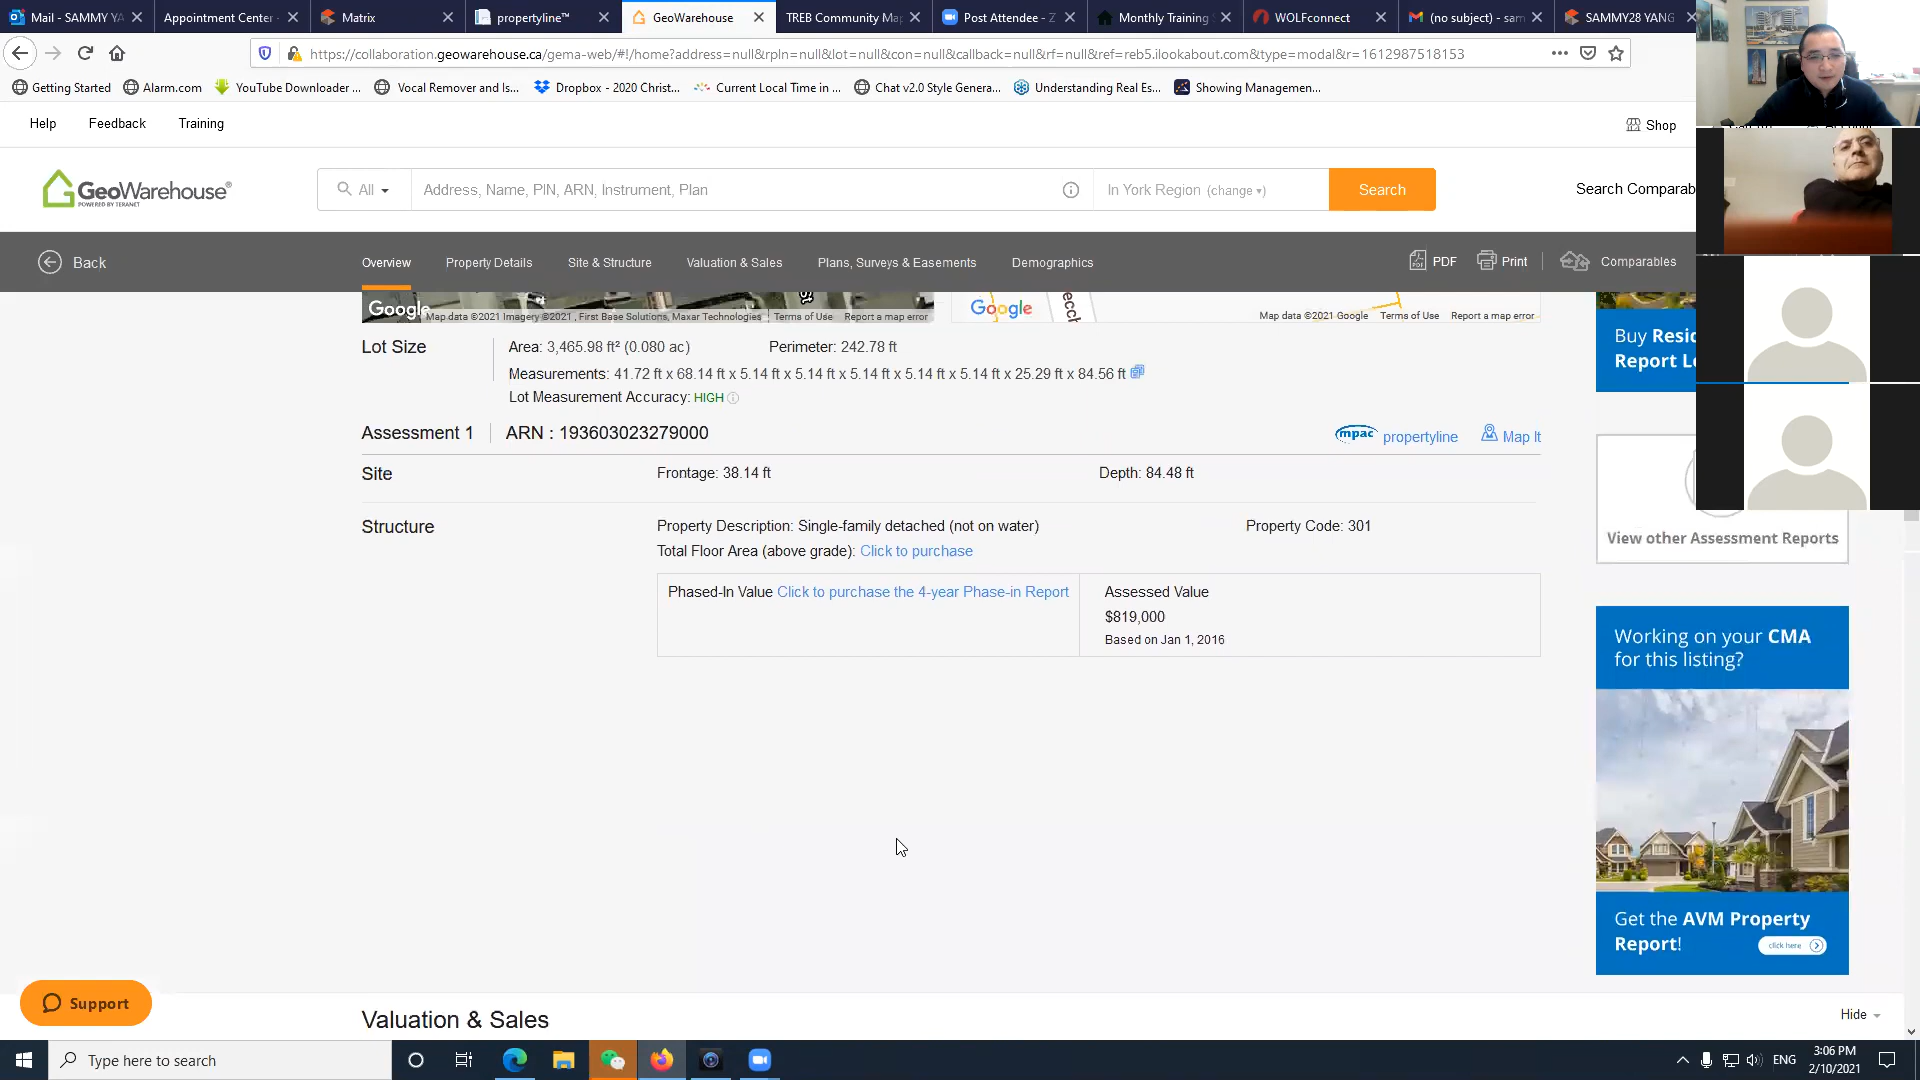 Mail - SAMMY YA
Appointment Center -
Matrix
propertyline™
GeoWarehouse
TREB Community Ma
Post Attendee - Z
Monthly Training
WOLFconnect
(no subject) - sam
SAMMY28 YANG
https://collaboration.geowarehouse.ca/gema-web/#!/home?address=null&rpln=null&lot=null&con=null&callback=null&rf=null&ref=reb5.ilookabout.com&type=modal&r=1612987518153
Getting Started
Alarm.com
YouTube Downloader ...
Vocal Remover and Is...
Dropbox - 2020 Christ...
Current Local Time in ...
Chat v2.0 Style Genera...
Understanding Real Es...
Showing Managemen...
Help
Feedback
Training
Shop
GeoWarehouse®
POWERED BY TERANET
All
Address, Name, PIN, ARN, Instrument, Plan
In York Region (change ▾)
Search
Search Comparab
Back
Overview
Property Details
Site & Structure
Valuation & Sales
Plans, Surveys & Easements
Demographics
PDF
Print
Comparables
Google
Map data ©2021 Imagery ©2021 , First Base Solutions, Maxar Technologies
Terms of Use
Report a map error
Google
Map data ©2021 Google
Terms of Use
Report a map error
Lot Size
Area: 3,465.98 ft² (0.080 ac)
Perimeter: 242.78 ft
Measurements: 41.72 ft x 68.14 ft x 5.14 ft x 5.14 ft x 5.14 ft x 5.14 ft x 5.14 ft x 25.29 ft x 84.56 ft
Lot Measurement Accuracy: HIGH
Assessment 1
ARN : 193603023279000
mpac propertyline
Map It
Site
Frontage: 38.14 ft
Depth: 84.48 ft
Structure
Property Description: Single-family detached (not on water)
Property Code: 301
Total Floor Area (above grade): Click to purchase
Phased-In Value Click to purchase the 4-year Phase-in Report
Assessed Value
$819,000
Based on Jan 1, 2016
Buy Resid
Report L
View other Assessment Reports
Working on your CMA
for this listing?
Get the AVM Property
Report!
click here
Support
Valuation & Sales
Hide
Type here to search
ENG
3:06 PM
2/10/2021